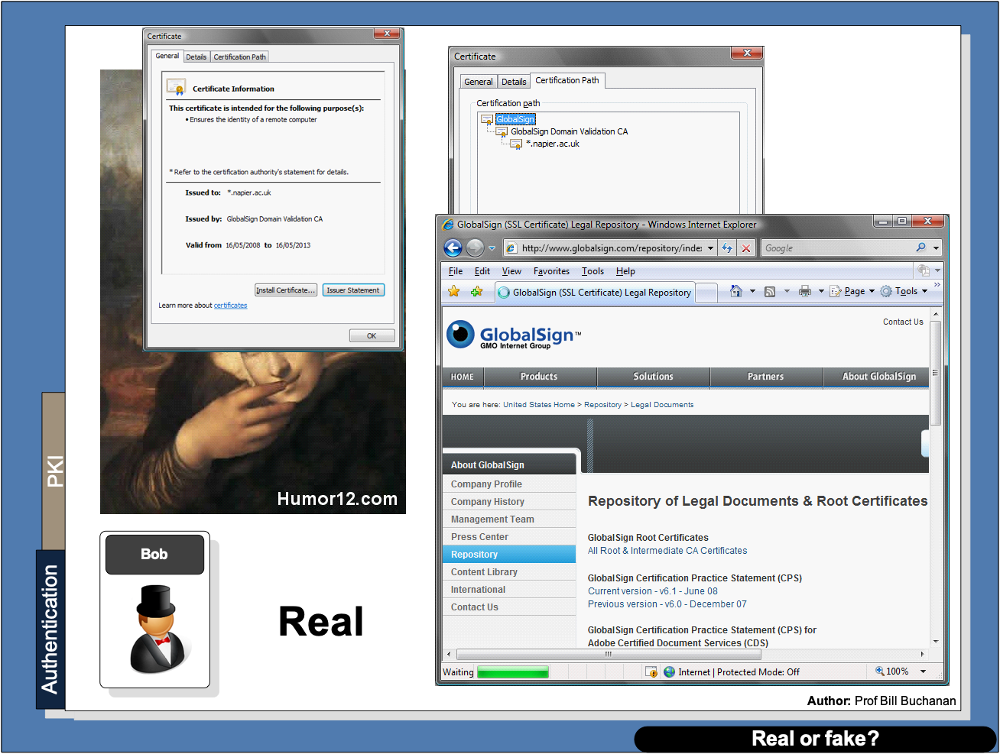 Certificate
General
Details
Certification Path
Certificate Information
This certificate is intended for the following purpose(s):
• Ensures the identity of a remote computer
* Refer to the certification authority's statement for details.
Issued to: *.napier.ac.uk
Issued by: GlobalSign Domain Validation CA
Valid from 16/05/2008 to 16/05/2013
Install Certificate...
Issuer Statement
Learn more about certificates
OK
Humor12.com
Certificate
General
Details
Certification Path
Certification path
GlobalSign
GlobalSign Domain Validation CA
*.napier.ac.uk
GlobalSign (SSL Certificate) Legal Repository - Windows Internet Explorer
http://www.globalsign.com/repository/inde
Google
File Edit View Favorites Tools Help
GlobalSign (SSL Certificate) Legal Repository
Page
Tools
Contact Us
GlobalSign™
GMO Internet Group
HOME
Products
Solutions
Partners
About GlobalSign
You are here: United States Home > Repository > Legal Documents
About GlobalSign
Company Profile
Company History
Management Team
Press Center
Repository
Content Library
International
Contact Us
Repository of Legal Documents & Root Certificates
GlobalSign Root Certificates
All Root & Intermediate CA Certificates
GlobalSign Certification Practice Statement (CPS)
Current version - v6.1 - June 08
Previous version - v6.0 - December 07
GlobalSign Certification Practice Statement (CPS) for
Adobe Certified Document Services (CDS)
Waiting
Internet | Protected Mode: Off
100%
PKI
Authentication
Bob
Real
Author: Prof Bill Buchanan
Real or fake?